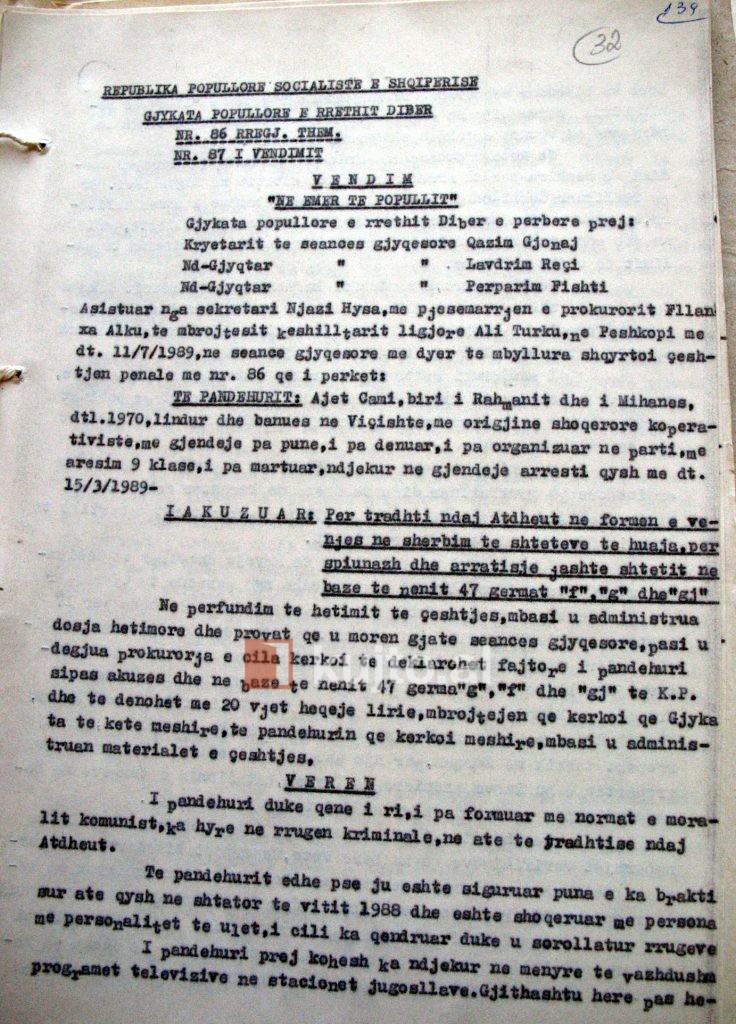 139
32
REPUBLIKA POPULLORE SOCIALISTE E SHQIPERISE
GJYKATA POPULLORE E RRETHIT DIBER
NR. 86 RREGJ. THEM.
NR. 87 I VENDIMIT
V E N D I M
"NE EMER TE POPULLIT"
Gjykata popullore e rrethit Diber e perbere prej:
Kryetarit te seances gjyqesore Qazim Gjonaj
Nd-Gjyqtar " " Lavdrim Reçi
Nd-Gjyqtar " " Perparim Fishti
Asistuar nga sekretari Njazi Hysa,me pjesemarrjen e prokurorit Fllan
xa Alku,te mbrojtesit keshilltarit ligjore Ali Turku,ne Peshkopi me
dt. 11/7/1989,ne seance gjyqesore me dyer te mbyllura shqyrtoi çesh-
tjen penale me nr. 86 qe i perket:
TE PANDEHURIT: Ajet Cami,biri i Rahmanit dhe i Mihanes,
dtl.1970,lindur dhe banues ne Viçishte,me origjine shoqerore kopera-
tiviste,me gjendeje pa pune,i pa denuar,i pa organizuar ne parti,me
aresim 9 klase,i pa martuar,ndjekur ne gjendeje arresti qysh me dt.
15/3/1989-
I AKUZUAR: Per tradhti ndaj Atdheut ne formen e ve-
njes ne sherbim te shteteve te huaja,per
spiunazh dhe arratisje jashte shtetit ne
baze te nenit 47 germat "f","g" dhe"gj"
Ne perfundim te hetimit te çeshtjes,mbasi u administrua
dosja hetimore dhe provat qe u moren gjate seances gjyqesore,pasi u
degjua prokurorja e cila kerkoi te deklarohet fajtore i pandehuri
sipas akuzes dhe ne baze te nenit 47 germa"g","f" dhe "gj" te K.P.
dhe te denohet me 20 vjet heqeje lirie,mbrojtejen qe kerkoi qe Gjyka
ta te kete meshire,te pandehurin qe kerkoi meshire,mbasi u adminis-
truan materialet e çeshtjes,
V E R E N
I pandehuri duke qene i ri,i pa formuar me normat e mora-
lit komunist,ka hyre ne rrugen kriminale,ne ate te tradhtise ndaj
Atdheut.
Te pandehurit edhe pse ju eshte siguruar puna e ka brakti
sur ate qysh ne shtator te vitit 1988 dhe eshte shoqeruar me persona
me personalitet te ulet,i cili ka qendruar duke u sorollatur rrugeve
I pandehuri prej kohesh ka ndjekur ne menyre te vazhdushm
programet televizive ne stacionet jugosllave.Gjithashtu here pas he-